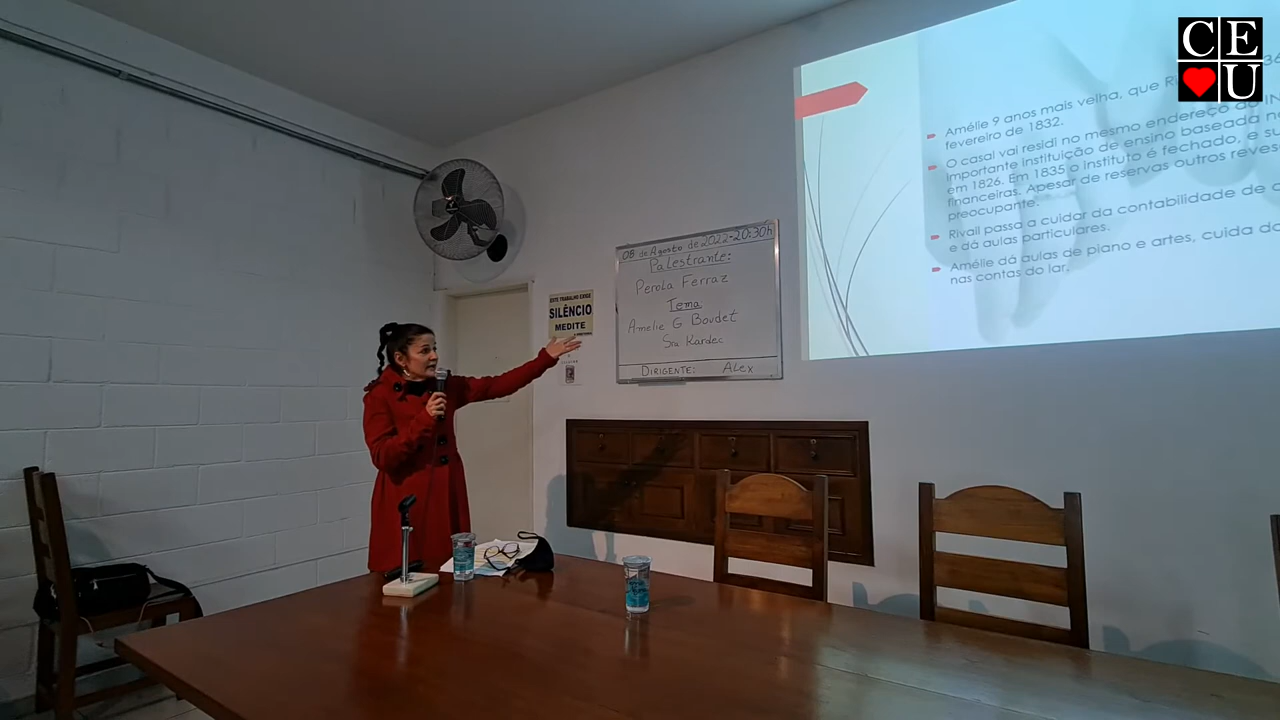 CE
U
08 de Agosto de 2022-20:30h
Palestrante:
Perola Ferraz
Tema
Amelie G Boudet
Sra Kardec
DIRIGENTE: Alex
ESTE TRABALHO EXIGE
SILÊNCIO
MEDITE
Amélie 9 anos mais velha, que
fevereiro de 1832.
O casal vai residi no mesmo endereço do
importante instituição de ensino baseada
em 1826. Em 1835 o instituto é fechado, e
financeiras. Apesar de reservas outros
preocupante.
Rivail passa a cuidar da contabilidade de
e dá aulas particulares.
Amélie dá aulas de piano e artes, cuida
nas contas do lar.